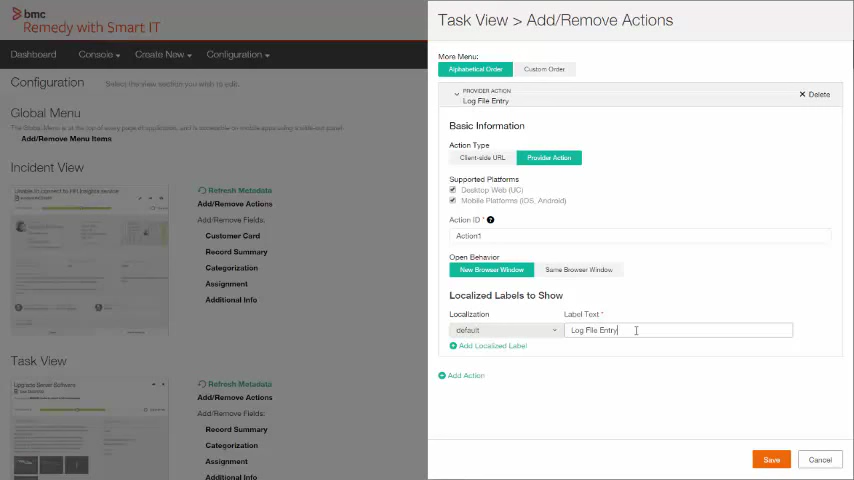 bmc
Remedy with Smart IT
Dashboard
Console
Create New
Configuration
Configuration
Select the view section you wish to edit.
Global Menu
Add/Remove Menu Items
Incident View
Refresh Metadata
Add/Remove Actions
Add/Remove Fields:
Customer Card
Record Summary
Categorization
Assignment
Additional Info
Task View
Upgrade Server Software
Refresh Metadata
Add/Remove Actions
Add/Remove Fields:
Record Summary
Categorization
Assignment
Additional Info
Task View > Add/Remove Actions
More Menu:
Alphabetical Order
Custom Order
PROVIDER ACTION:
Log File Entry
Delete
Basic Information
Action Type
Client-side URL
Provider Action
Supported Platforms
Desktop Web (UC)
Mobile Platforms (iOS, Android)
Action ID *
Action1
Open Behavior
New Browser Window
Same Browser Window
Localized Labels to Show
Localization
Label Text *
default
Log File Entry
Add Localized Label
Add Action
Save
Cancel